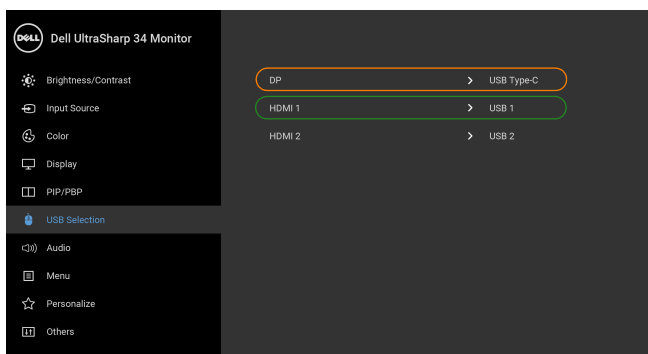 DELL Dell UltraSharp 34 Monitor
Brightness/Contrast
Input Source
Color
Display
PIP/PBP
USB Selection
Audio
Menu
Personalize
Others
DP > USB Type-C
HDMI 1 > USB 1
HDMI 2 > USB 2